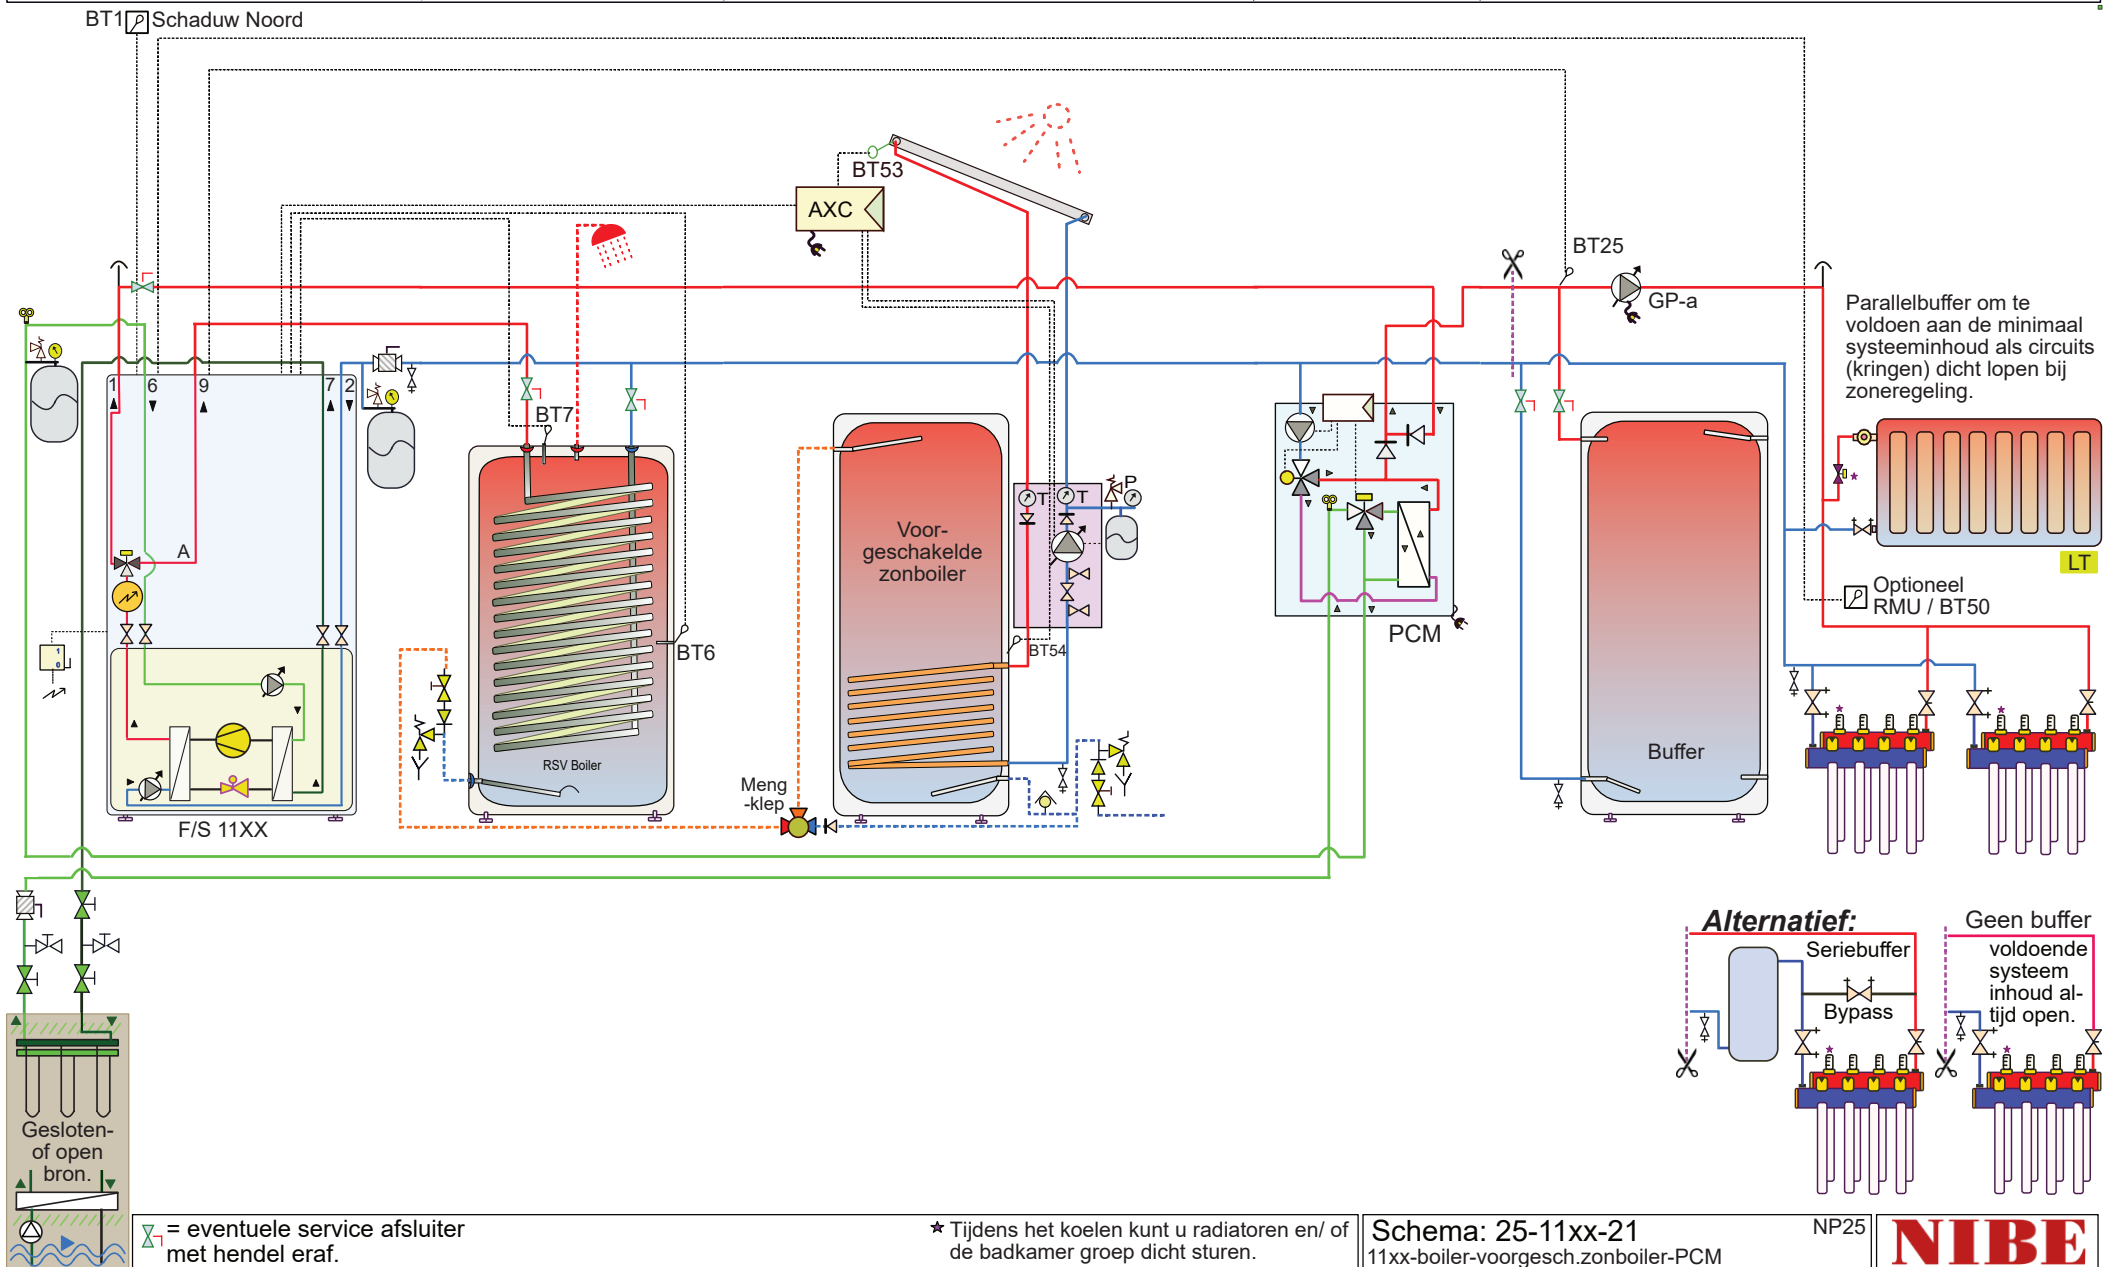 BT1
Schaduw Noord
BT53
AXC
BT25
GP-a
Parallelbuffer om te
voldoen aan de minimaal
systeeminhoud als circuits
(kringen) dicht lopen bij
zoneregeling.
1
6
9
7
2
BT7
A
T
T
P
Voor-
geschakelde
zonboiler
LT
Optioneel
RMU / BT50
PCM
BT6
BT54
1
0
RSV Boiler
Buffer
Meng
-klep
F/S 11XX
Alternatief:
Geen buffer
Seriebuffer
voldoende
systeem
inhoud al-
tijd open.
Bypass
Gesloten-
of open
bron.
= eventuele service afsluiter
met hendel eraf.
★ Tijdens het koelen kunt u radiatoren en/ of
de badkamer groep dicht sturen.
Schema: 25-11xx-21
11xx-boiler-voorgesch.zonboiler-PCM
NP25
NIBE